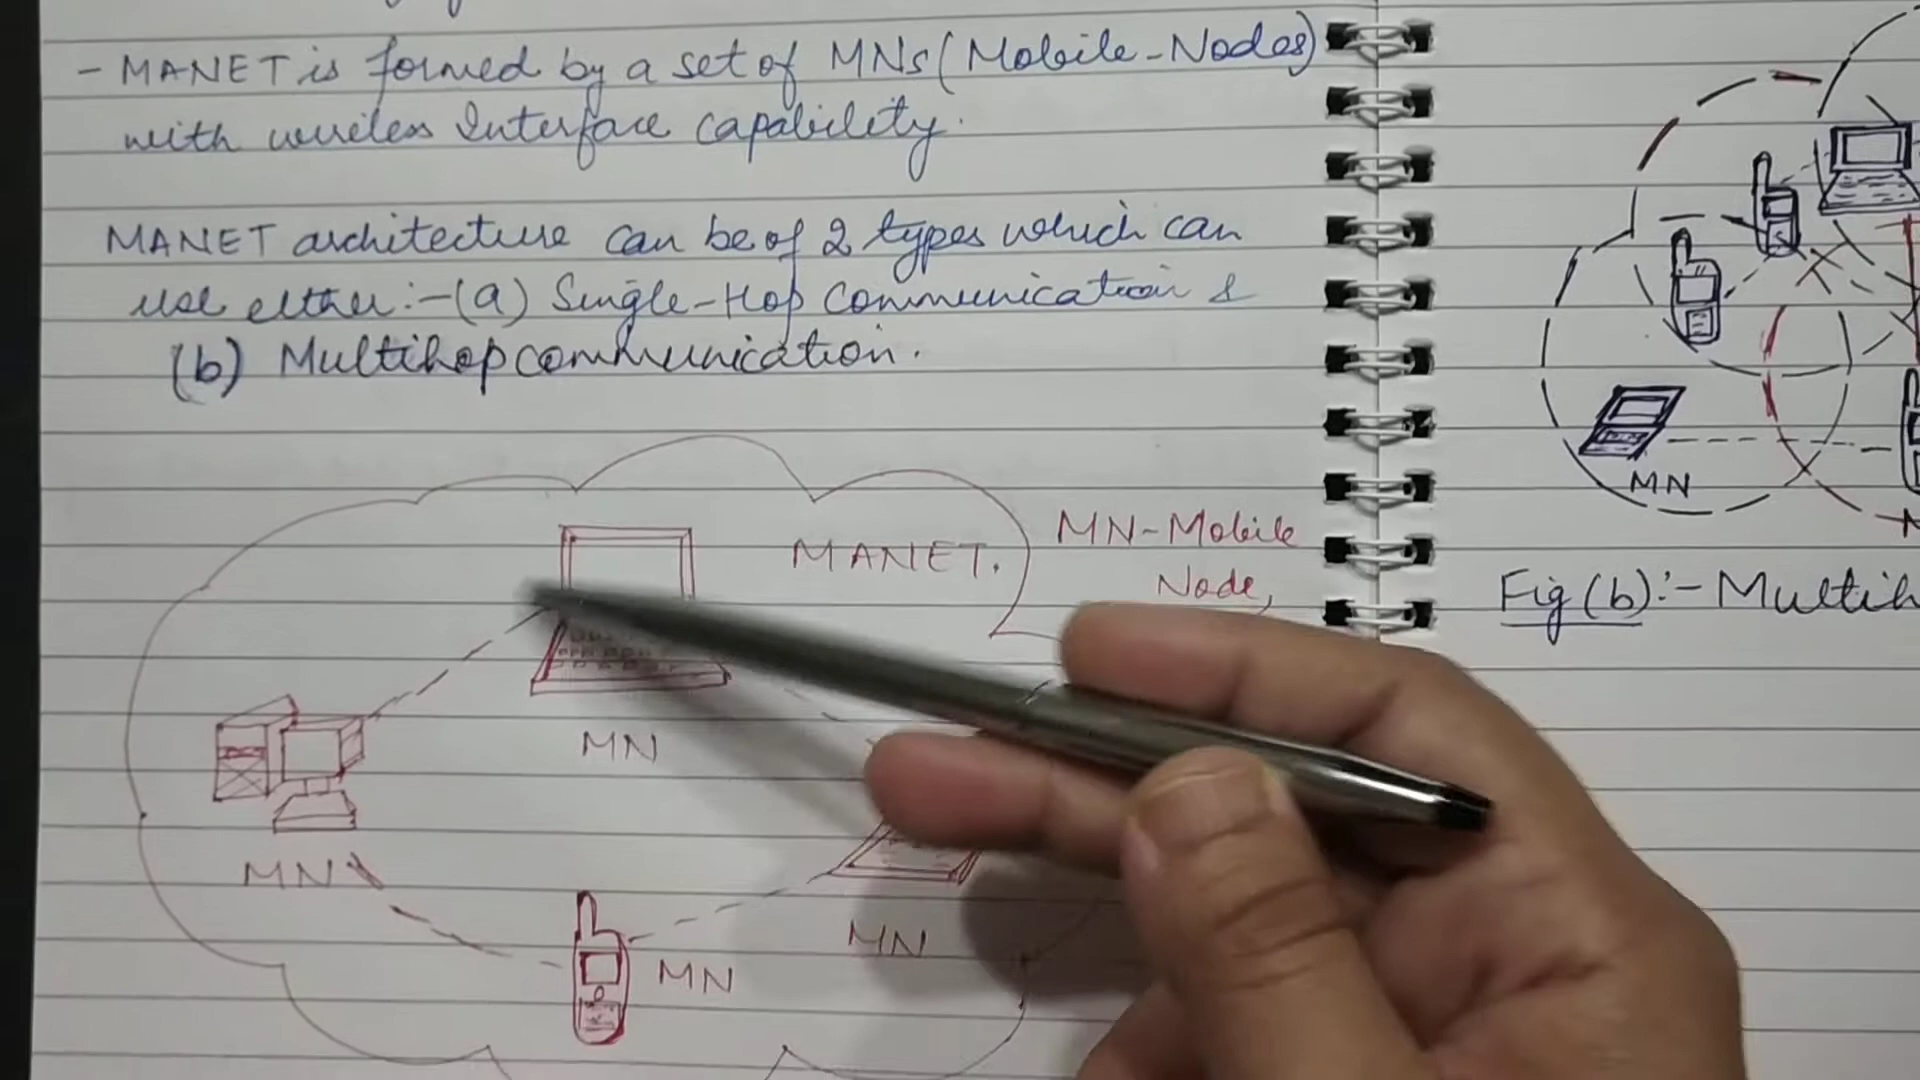 - MANET is formed by a set of MNs (Mobile-Nodes)
with wireless Interface capability.
MANET architecture can be of 2 types which can
use either:-(a) Single-Hop Communication &
(b) Multihop communication.
MANET.
MN-Mobile
Node,
MN
MN
MN
MN
MN
Fig (b):- Multih